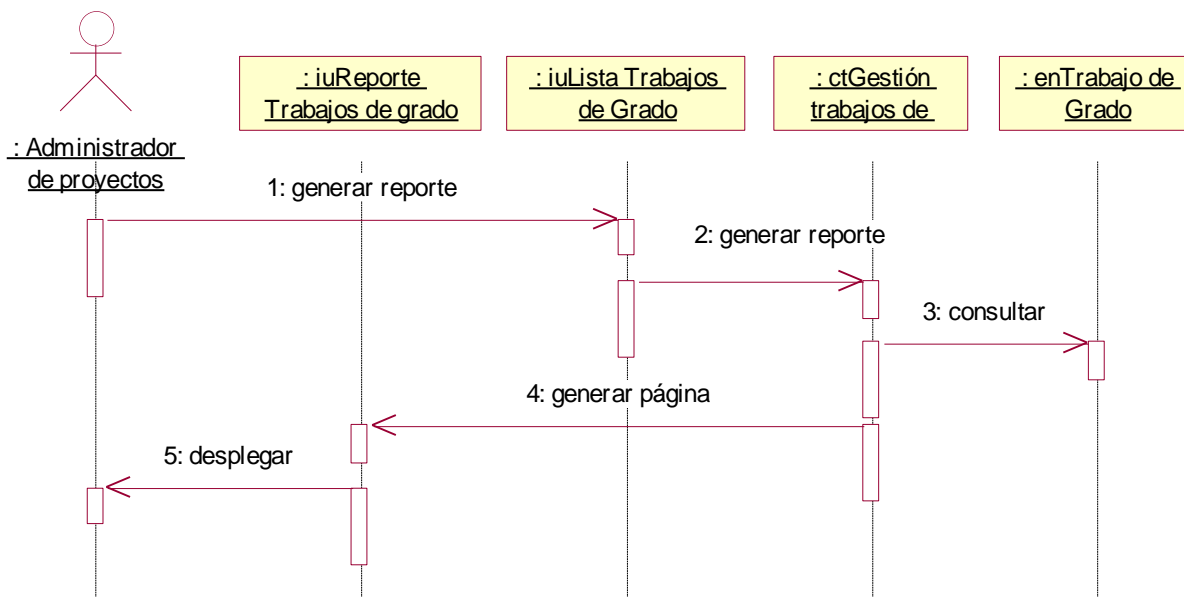 : iuReporte
Trabajos de grado
: iuLista Trabajos
de Grado
: ctGestión
trabajos de
: enTrabajo de
Grado
: Administrador
de proyectos
1: generar reporte
2: generar reporte
3: consultar
4: generar página
5: desplegar